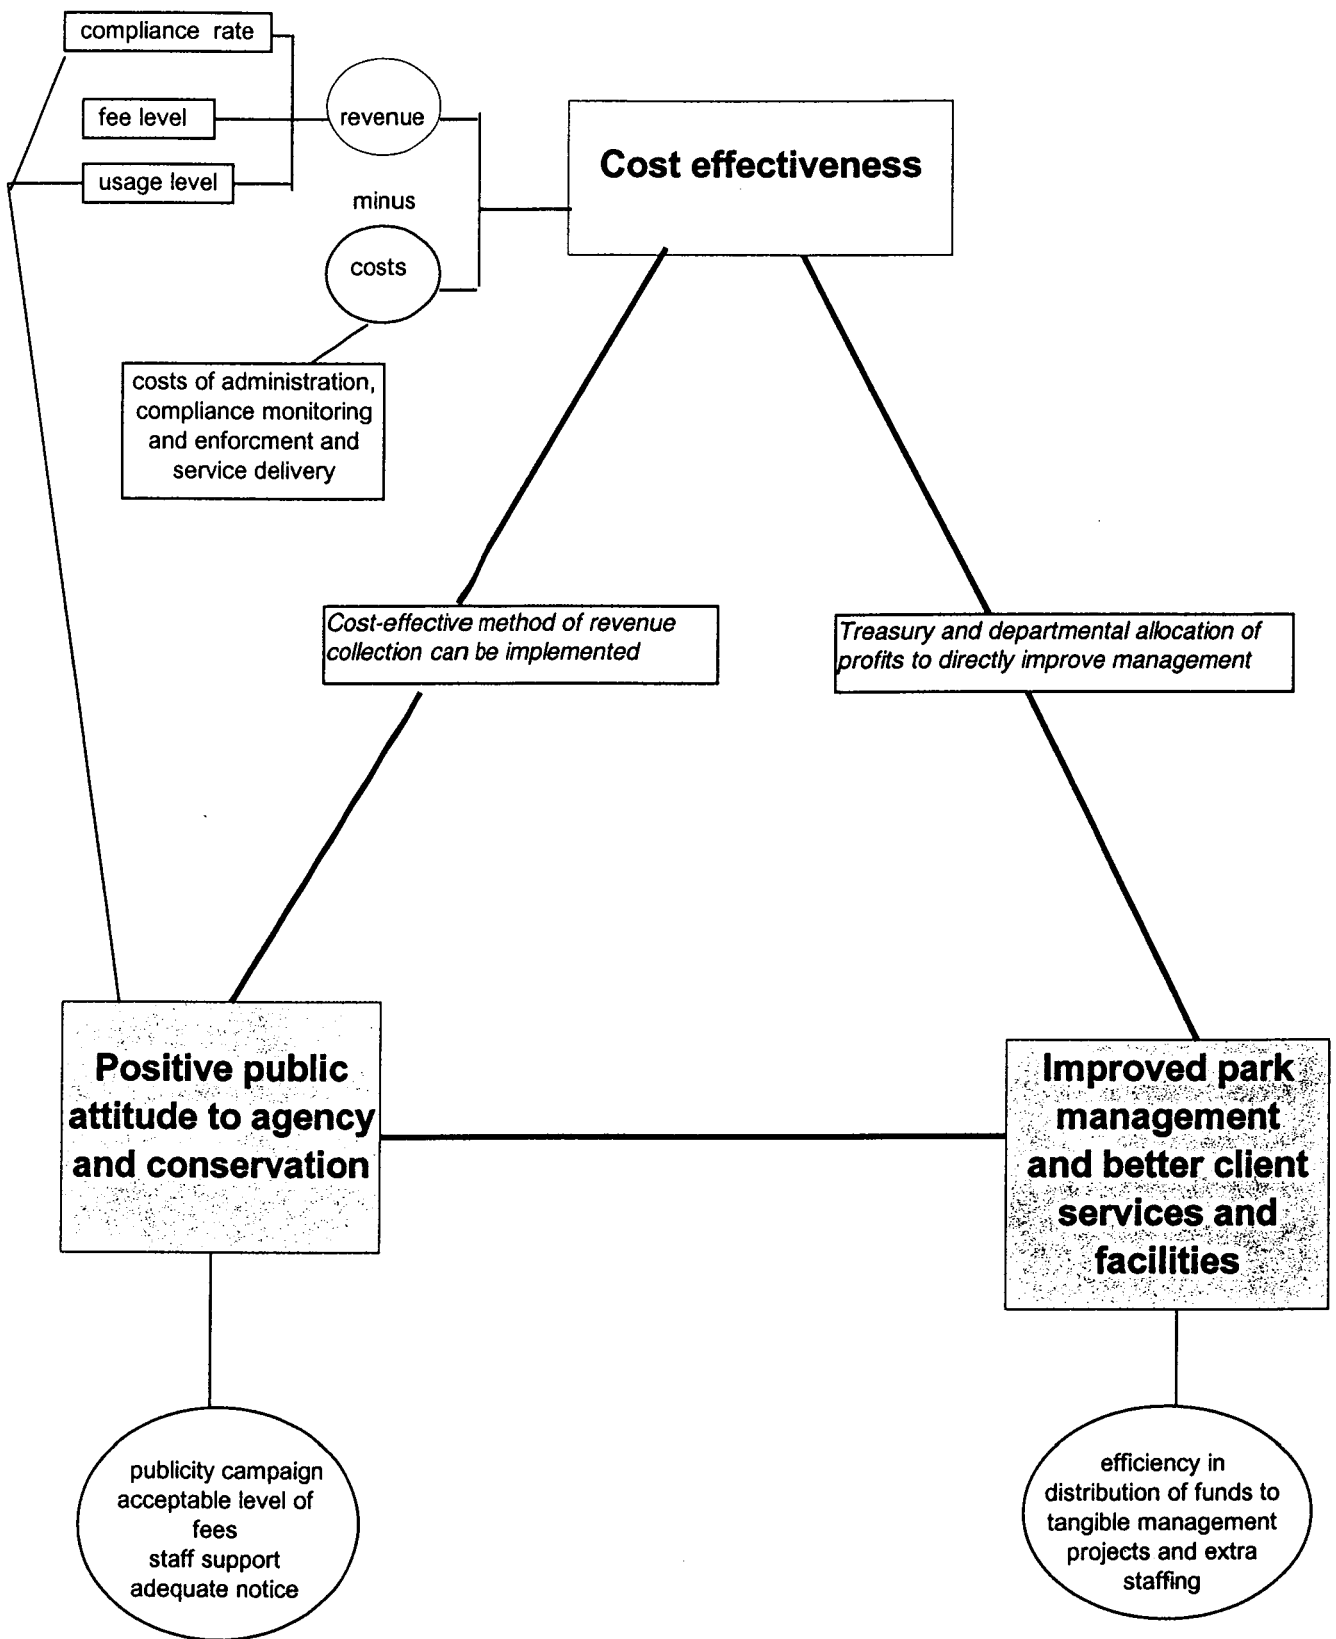 compliance rate
fee level
revenue
usage level
minus
costs
Cost effectiveness
costs of administration,
compliance monitoring
and enforcment and
service delivery
Cost-effective method of revenue
collection can be implemented
Treasury and departmental allocation of
profits to directly improve management
Positive public
attitude to agency
and conservation
Improved park
management
and better client
services and
facilities
publicity campaign
acceptable level of
fees
staff support
adequate notice
efficiency in
distribution of funds to
tangible management
projects and extra
staffing